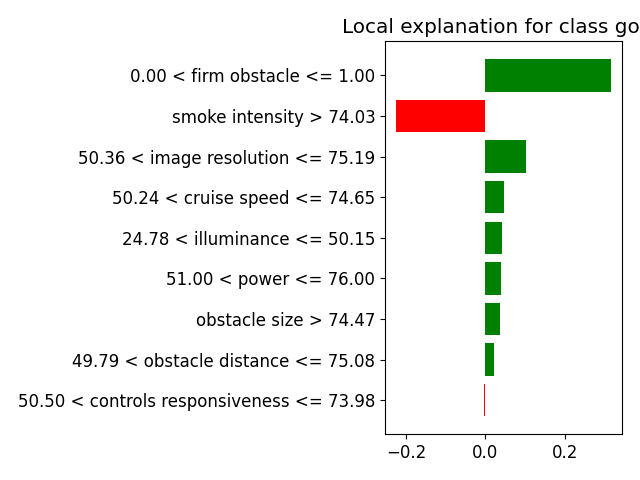 Local explanation for class go
0.00 < firm obstacle <= 1.00
smoke intensity > 74.03
50.36 < image resolution <= 75.19
50.24 < cruise speed <= 74.65
24.78 < illuminance <= 50.15
51.00 < power <= 76.00
obstacle size > 74.47
49.79 < obstacle distance <= 75.08
50.50 < controls responsiveness <= 73.98
−0.2 0.0 0.2